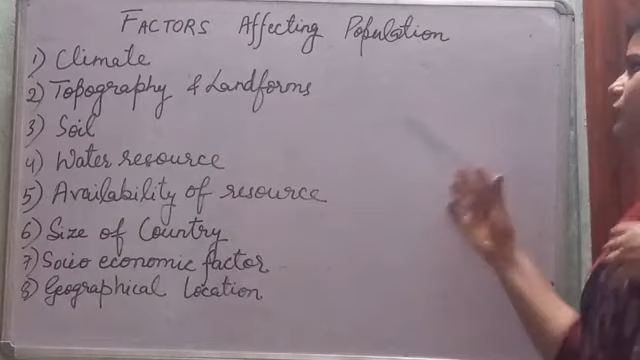 FACTORS Affecting Population
1) Climate
2) Topography & Landforms
3) Soil
4) Water resource
5) Availability of resource
6) Size of Country
7) Socio economic factor
8) Geographical Location